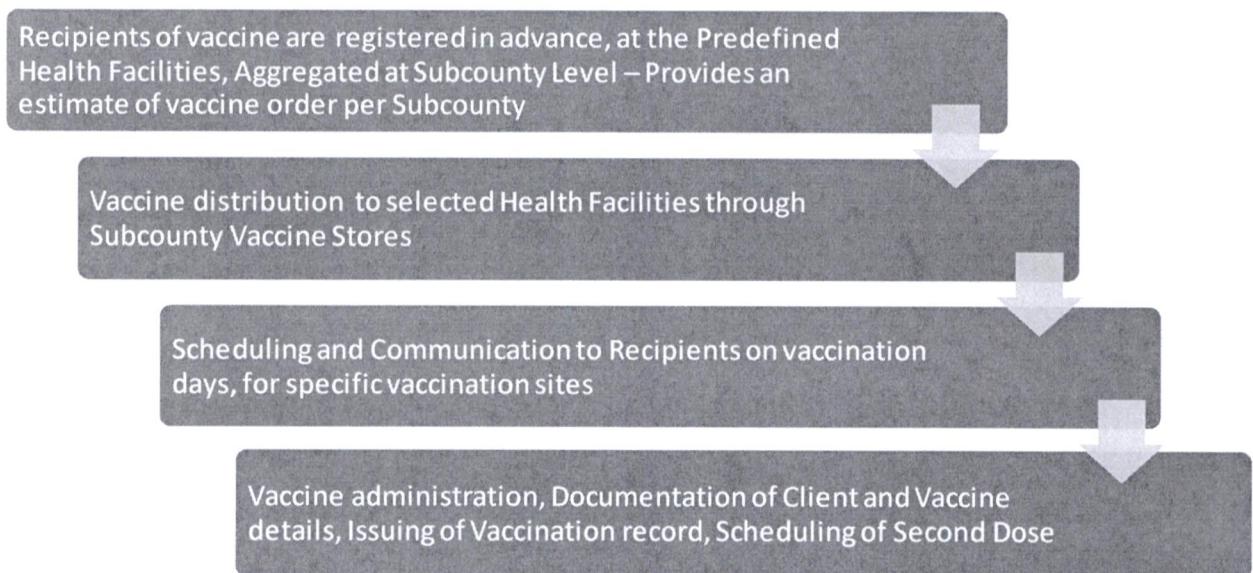 Recipients of vaccine are registered in advance, at the Predefined
Health Facilities, Aggregated at Subcounty Level – Provides an
estimate of vaccine order per Subcounty
Vaccine distribution to selected Health Facilities through
Subcounty Vaccine Stores
Scheduling and Communication to Recipients on vaccination
days, for specific vaccination sites
Vaccine administration, Documentation of Client and Vaccine
details, Issuing of Vaccination record, Scheduling of Second Dose